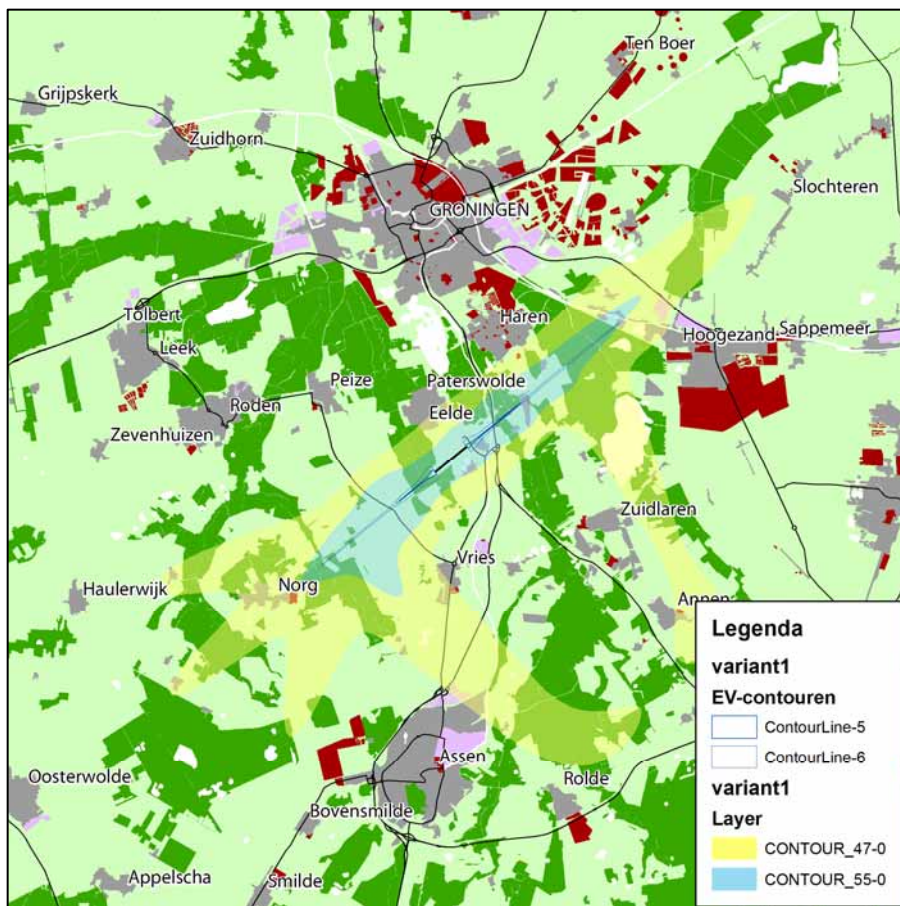 Ten Boer
Grijpskerk
Zuidhorn
Slochteren
GRONINGEN
Tolbert
Haren
Hoogezand
Sappemeer
Leek
Peize
Paterswolde
Roden
Eelde
Zevenhuizen
Zuidlaren
Vries
Haulerwijk
Norg
Annen
Assen
Oosterwolde
Rolde
Bovensmilde
Appelscha
Smilde
Legenda
variant1
EV-contouren
ContourLine-5
ContourLine-6
variant1
Layer
CONTOUR_47-0
CONTOUR_55-0